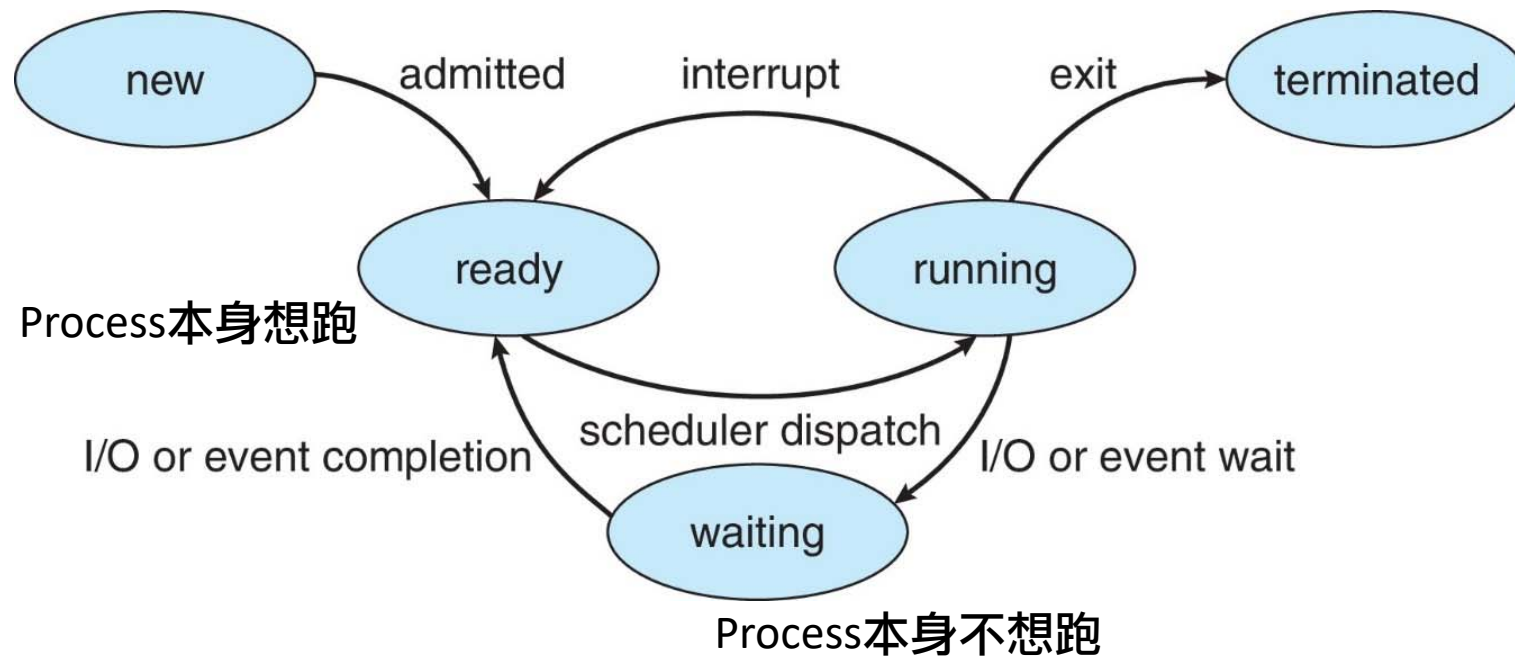 new
admitted
interrupt
exit
terminated
ready
running
Process本身想跑
scheduler dispatch
I/O or event completion
I/O or event wait
waiting
Process本身不想跑